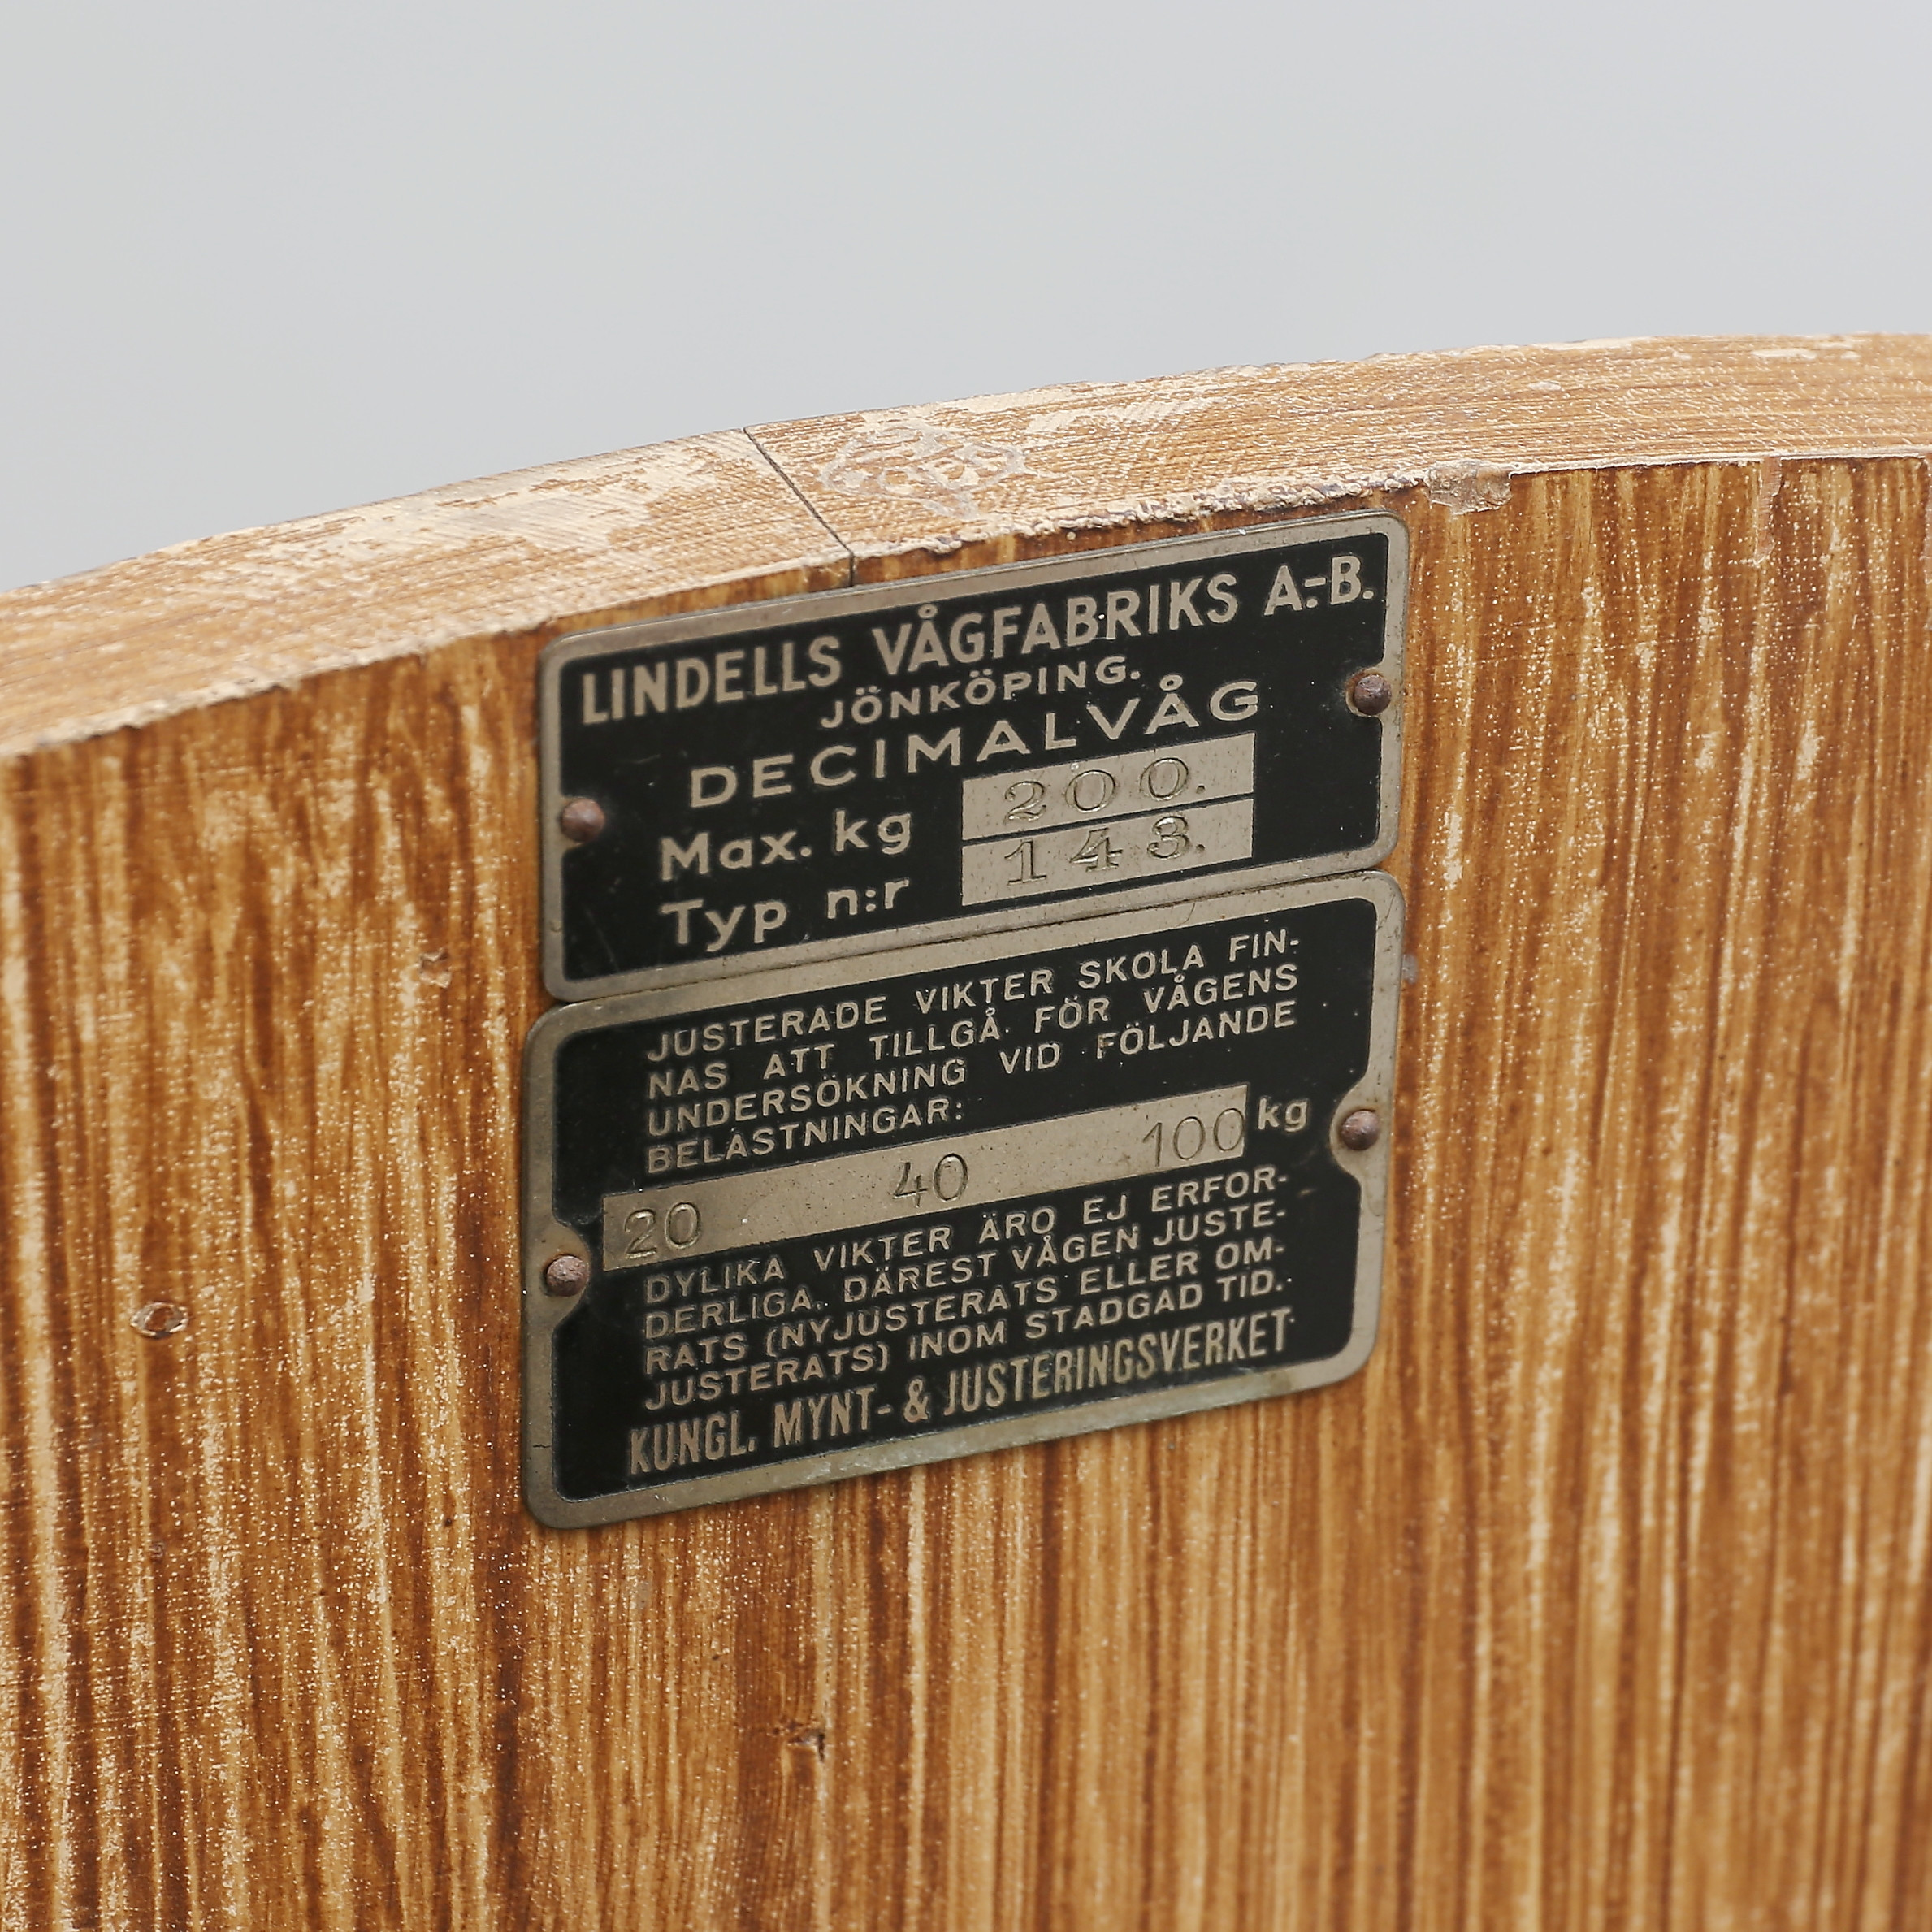 LINDELLS VÅGFABRIKS A.-B.
JÖNKÖPING.
DECIMALVÅG
Max. kg 200.
Typ n:r 143.
JUSTERADE VIKTER SKOLA FIN-
NAS ATT TILLGÅ FÖR VÅGENS
UNDERSÖKNING VID FÖLJANDE
BELASTNINGAR:
20 40 100 kg
DYLIKA VIKTER ÄRO EJ ERFOR-
DERLIGA, DÄREST VÅGEN JUSTE-
RATS (NYJUSTERATS ELLER OM-
JUSTERATS) INOM STADGAD TID.
KUNGL. MYNT- & JUSTERINGSVERKET